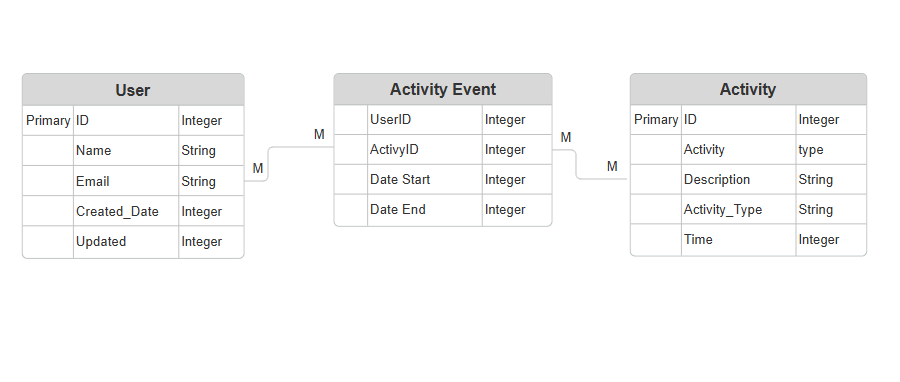 User
Primary ID Integer
Name String
Email String
Created_Date Integer
Updated Integer
M
M
Activity Event
UserID Integer
ActivyID Integer
Date Start Integer
Date End Integer
M
M
Activity
Primary ID Integer
Activity type
Description String
Activity_Type String
Time Integer